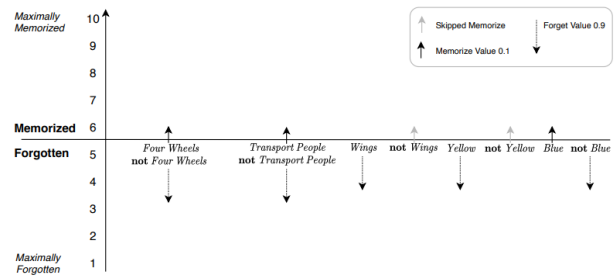 Maximally
Memorized
10
9
8
7
Memorized 6
Forgotten 5
4
3
2
Maximally
Forgotten 1
Skipped Memorize
Forget Value 0.9
Memorize Value 0.1
Four Wheels Transport People Wings not Wings Yellow not Yellow Blue not Blue
not Four Wheels not Transport People